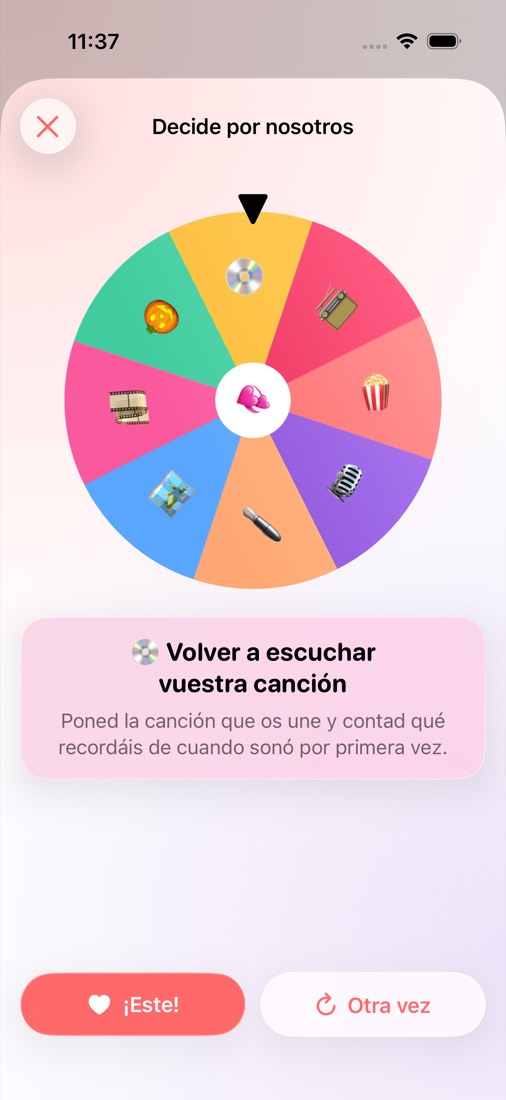 11:37
Decide por nosotros
Volver a escuchar
vuestra canción
Poned la canción que os une y contad qué
recordáis de cuando sonó por primera vez.
¡Este!
Otra vez